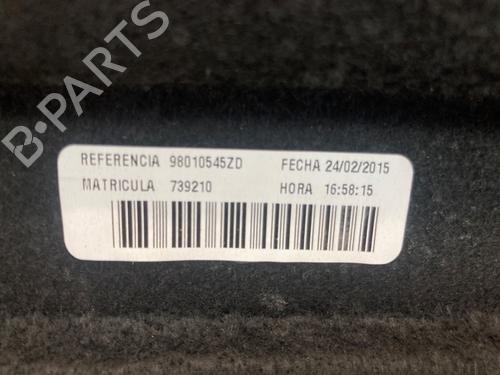 REFERENCIA 98010545ZD FECHA 24/02/2015
MATRICULA 739210 HORA 16:58:15
B-PARTS